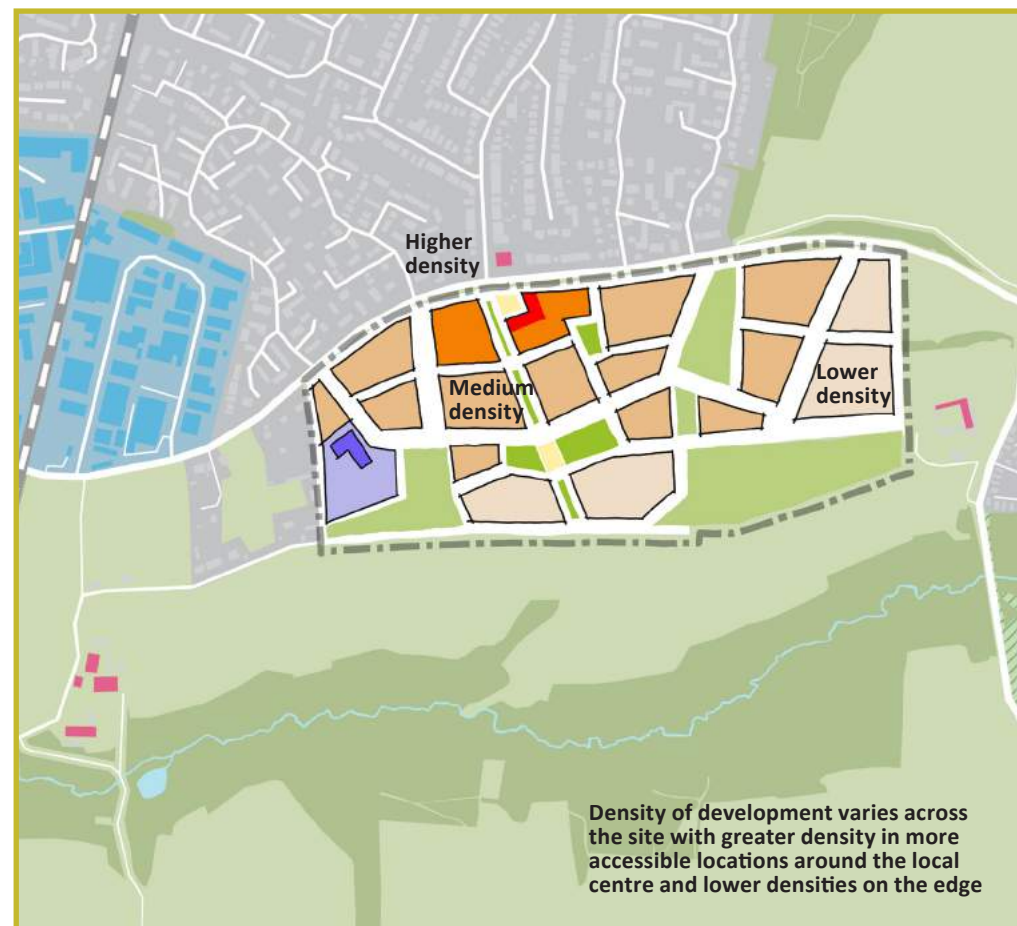 Higher
density
Medium
density
Lower
density
Density of development varies across
the site with greater density in more
accessible locations around the local
centre and lower densities on the edge